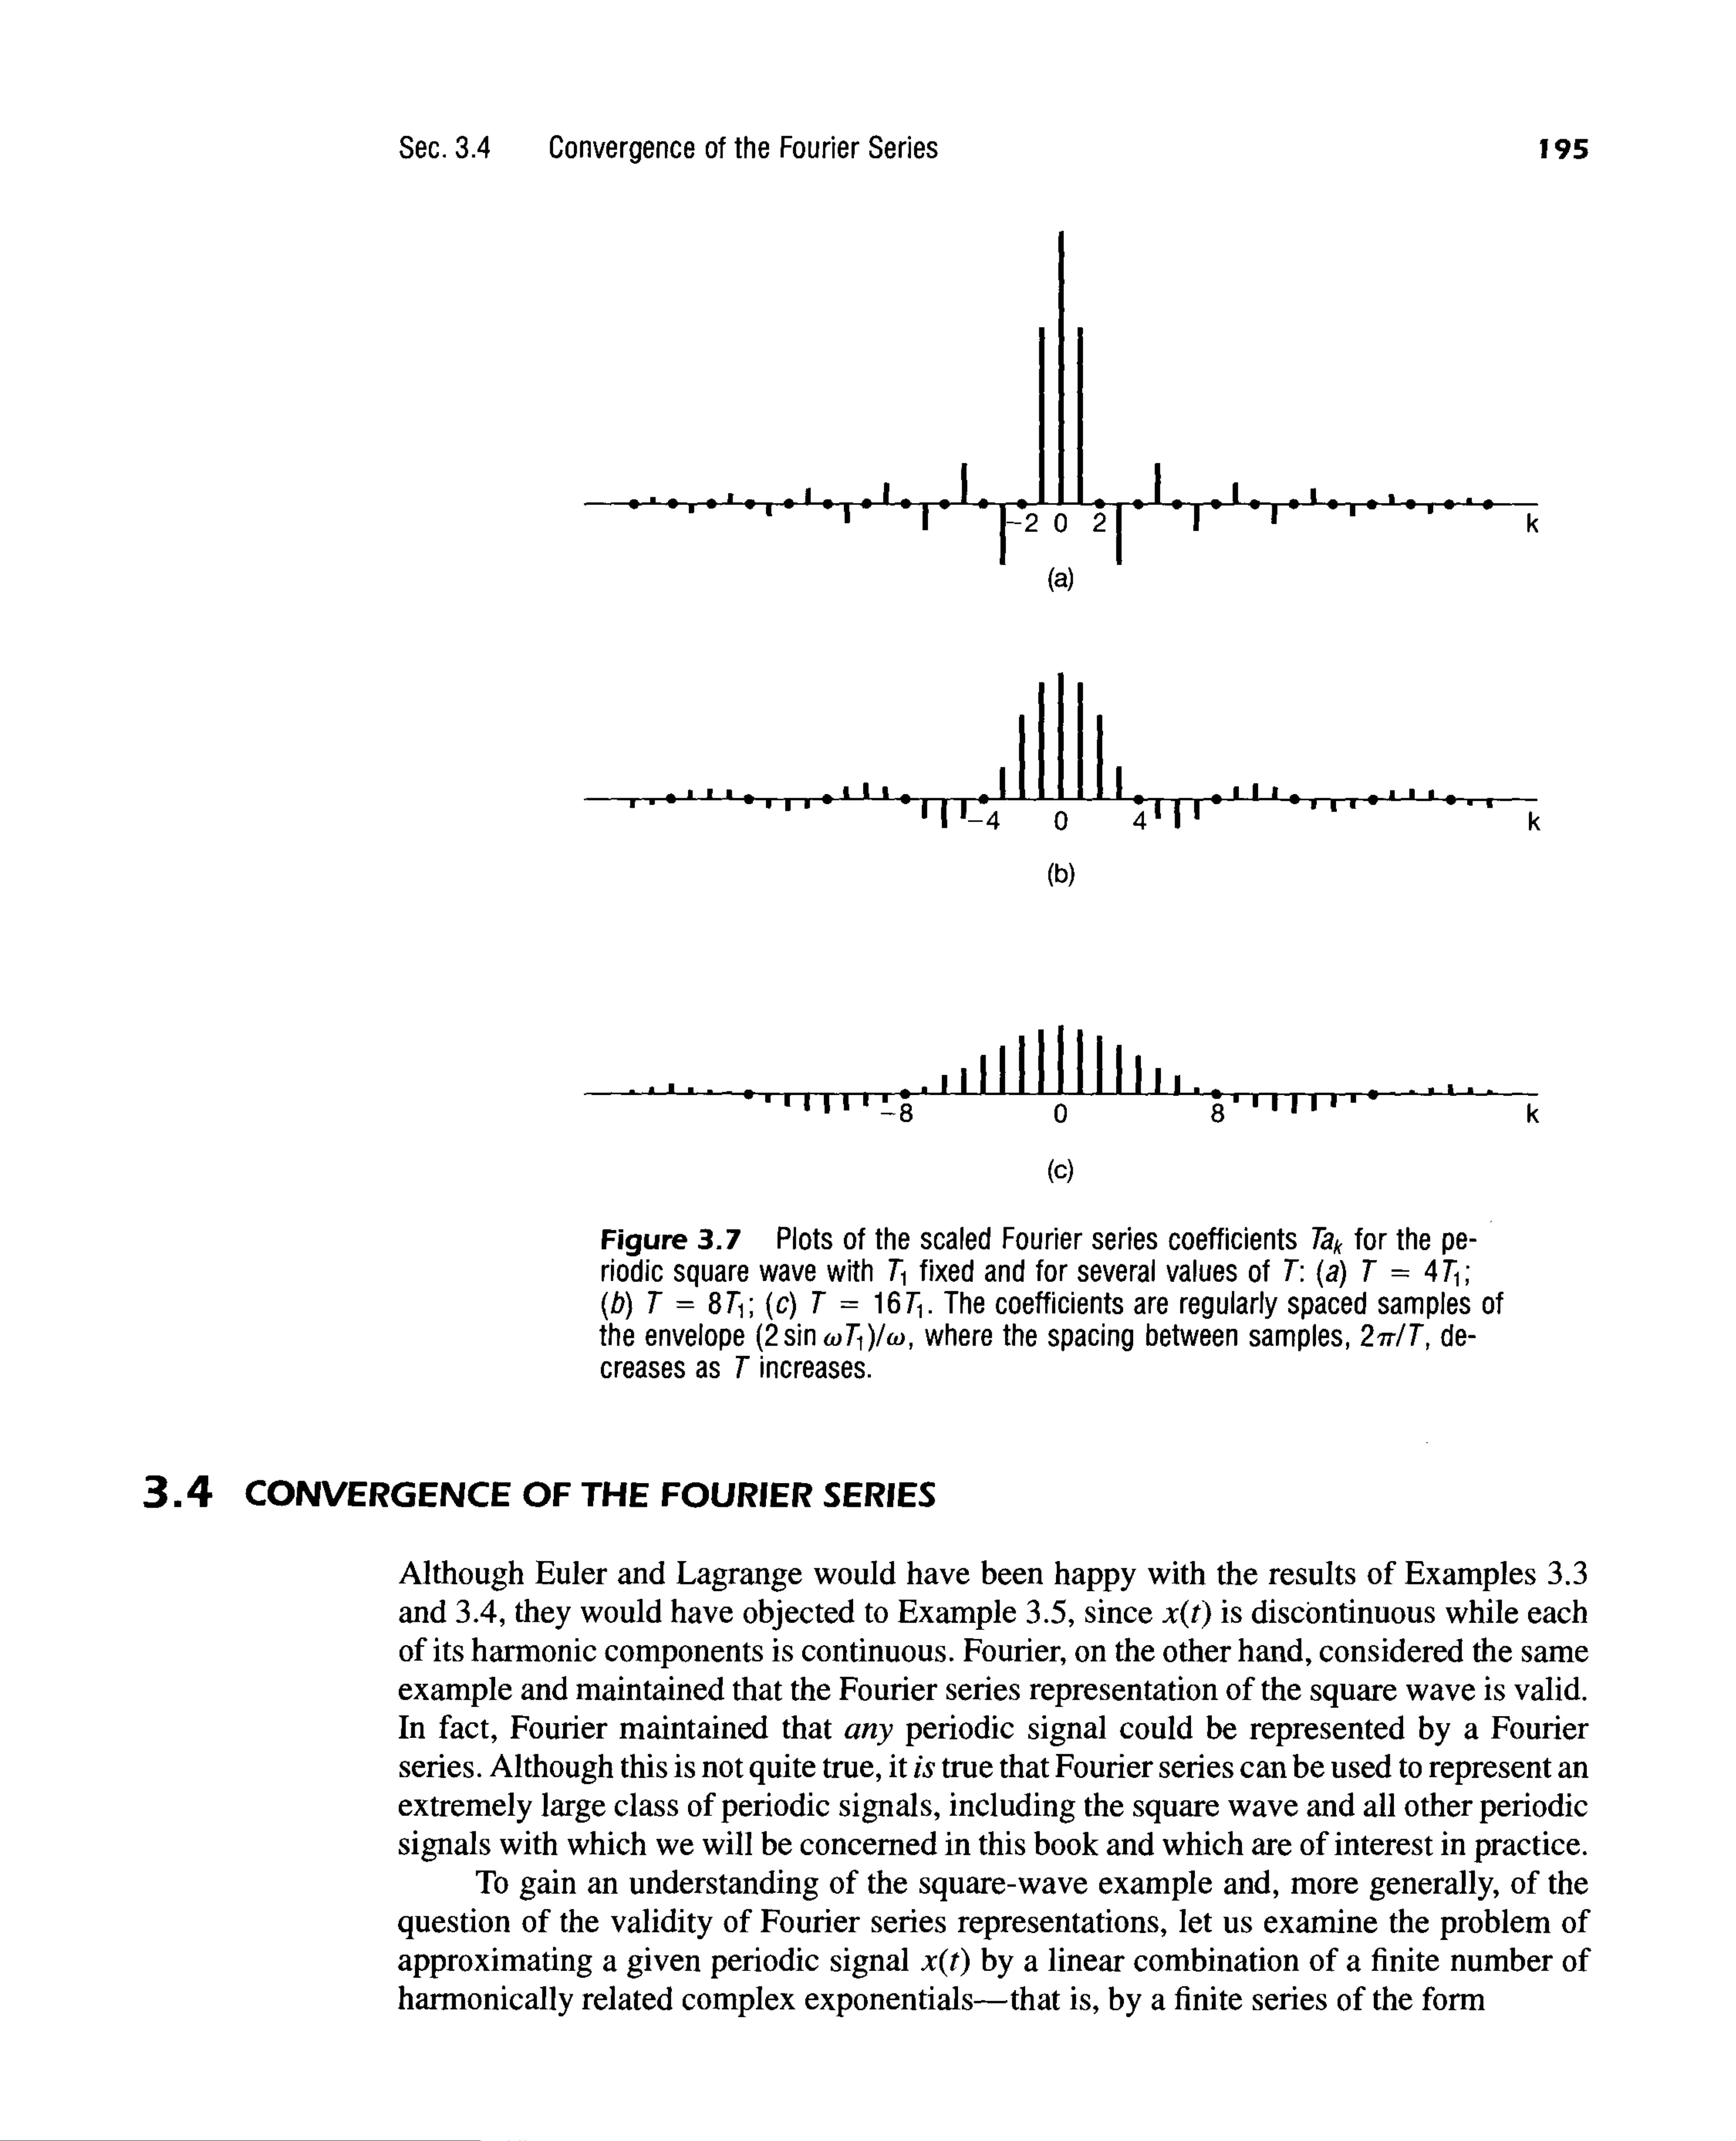 Sec. 3.4 Convergence of the Fourier Series 195
-2 0 2 k
(a)
-4 0 4 k
(b)
-8 0 8 k
(c)
Figure 3.7 Plots of the scaled Fourier series coefficients Taₖ for the pe-
riodic square wave with T₁ fixed and for several values of T: (a) T = 4T₁;
(b) T = 8T₁; (c) T = 16T₁. The coefficients are regularly spaced samples of
the envelope (2 sin ωT₁)/ω, where the spacing between samples, 2π/T, de-
creases as T increases.
3.4 CONVERGENCE OF THE FOURIER SERIES
Although Euler and Lagrange would have been happy with the results of Examples 3.3
and 3.4, they would have objected to Example 3.5, since x(t) is discontinuous while each
of its harmonic components is continuous. Fourier, on the other hand, considered the same
example and maintained that the Fourier series representation of the square wave is valid.
In fact, Fourier maintained that any periodic signal could be represented by a Fourier
series. Although this is not quite true, it is true that Fourier series can be used to represent an
extremely large class of periodic signals, including the square wave and all other periodic
signals with which we will be concerned in this book and which are of interest in practice.
To gain an understanding of the square-wave example and, more generally, of the
question of the validity of Fourier series representations, let us examine the problem of
approximating a given periodic signal x(t) by a linear combination of a finite number of
harmonically related complex exponentials—that is, by a finite series of the form